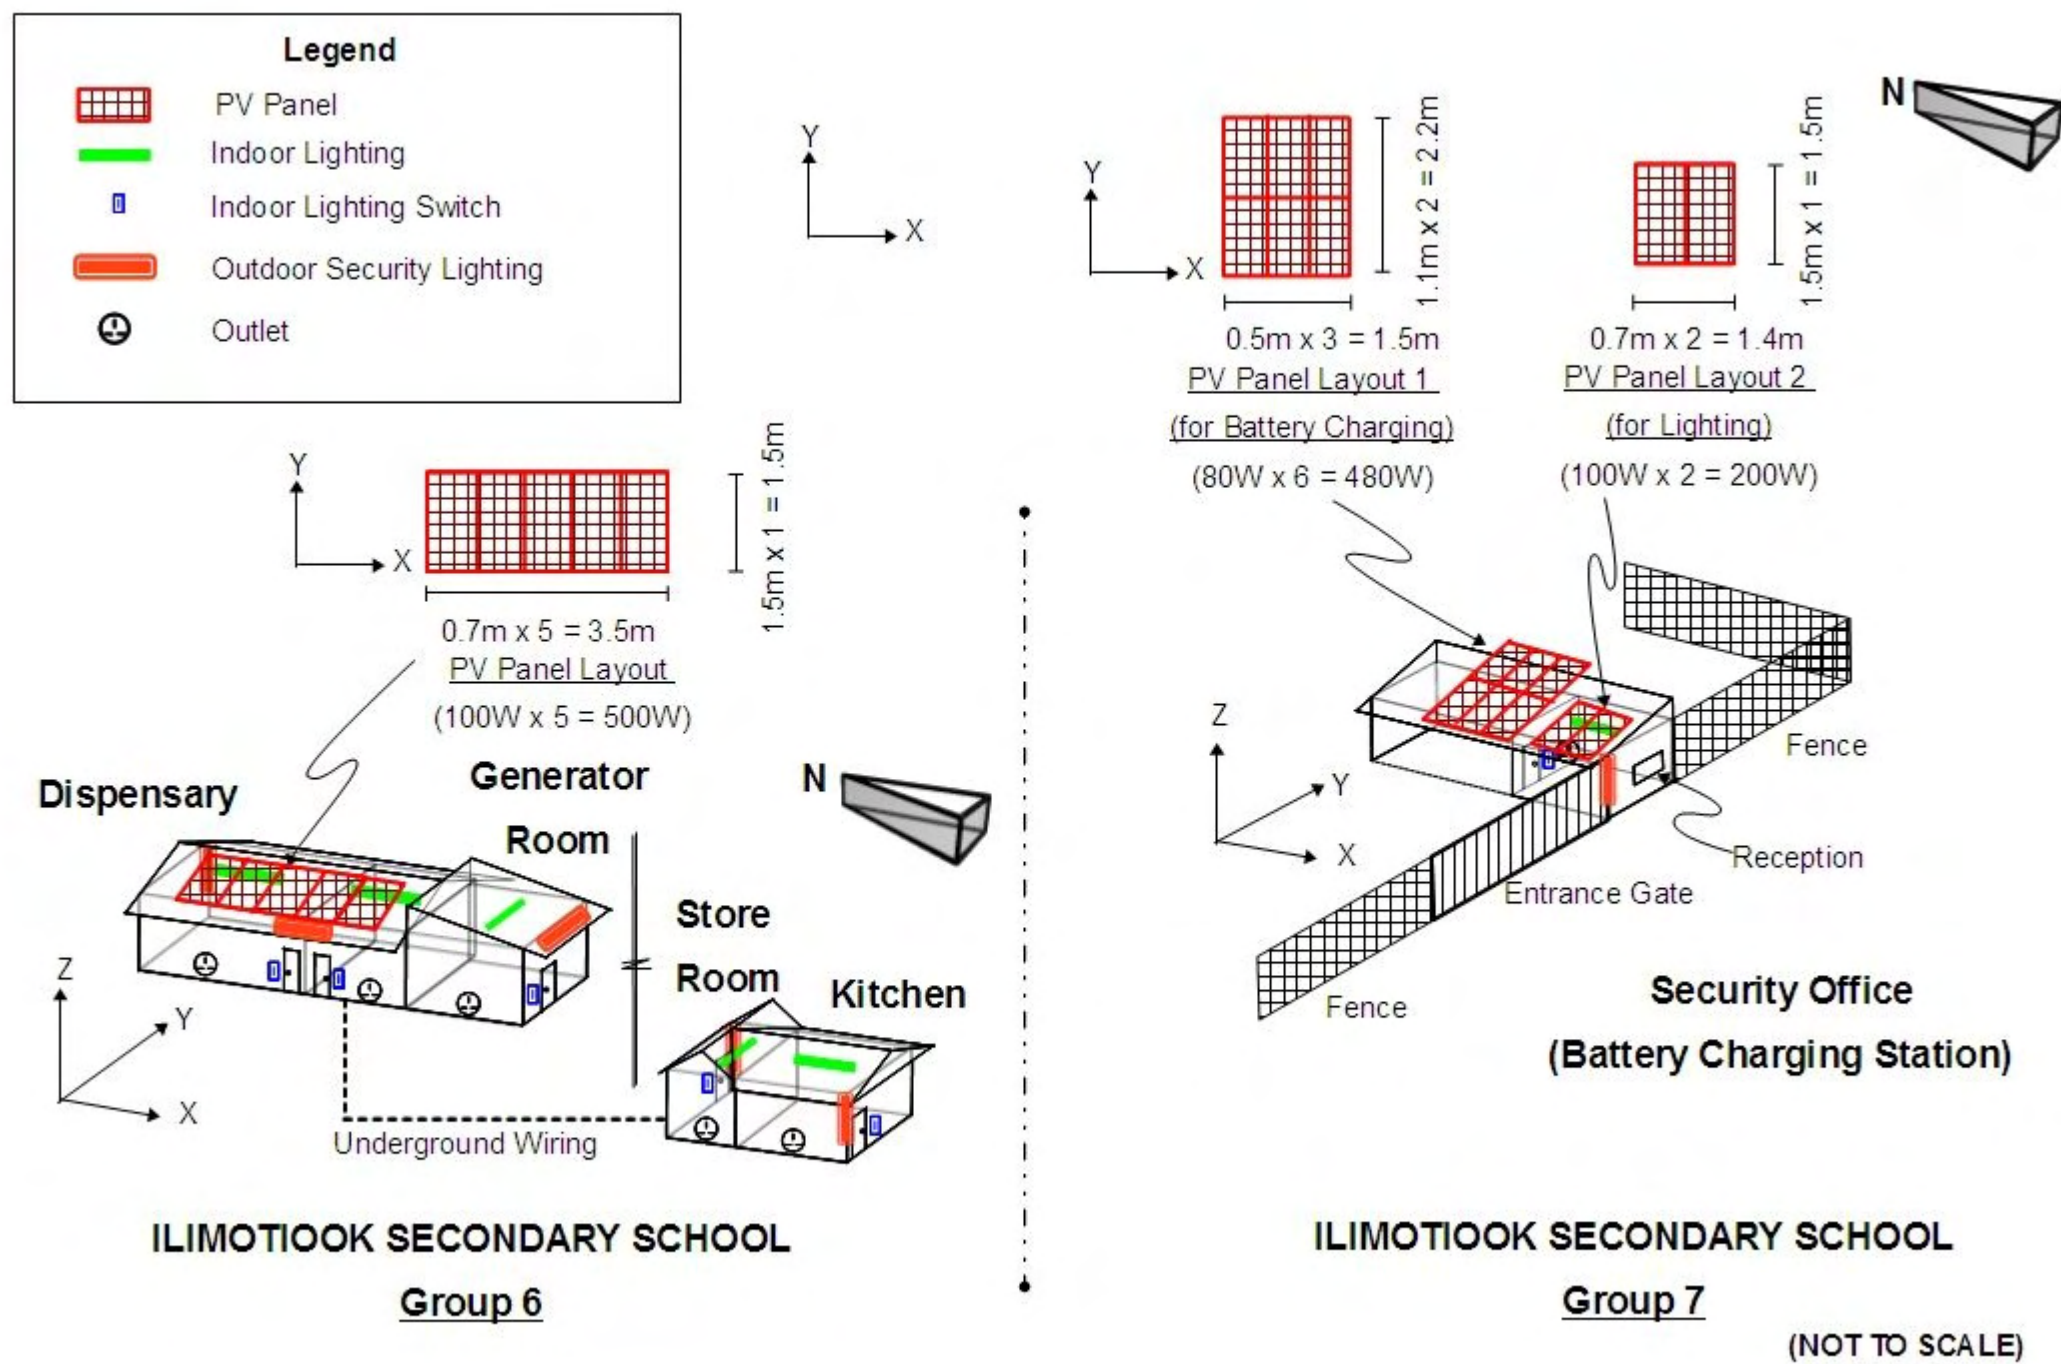 Legend
PV Panel
Indoor Lighting
Indoor Lighting Switch
Outdoor Security Lighting
Outlet
Y
X
Y
X
0.7m x 5 = 3.5m
1.5m x 1 = 1.5m
PV Panel Layout
(100W x 5 = 500W)
Dispensary
Generator
Room
N
Store
Room
Kitchen
Z
Y
X
Underground Wiring
ILIMOTIOOK SECONDARY SCHOOL
Group 6
Y
X
1.1m x 2 = 2.2m
0.5m x 3 = 1.5m
PV Panel Layout 1
(for Battery Charging)
(80W x 6 = 480W)
1.5m x 1 = 1.5m
0.7m x 2 = 1.4m
PV Panel Layout 2
(for Lighting)
(100W x 2 = 200W)
N
Z
Y
X
Fence
Reception
Entrance Gate
Fence
Security Office
(Battery Charging Station)
ILIMOTIOOK SECONDARY SCHOOL
Group 7
(NOT TO SCALE)